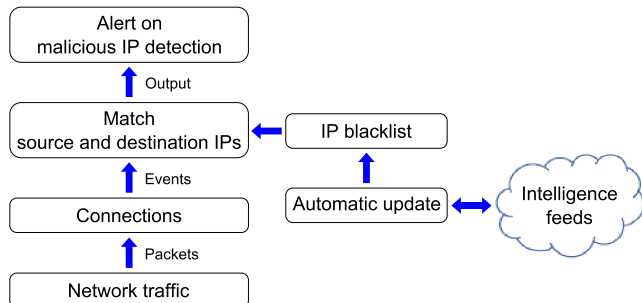 Alert on
malicious IP detection
Output
Match
source and destination IPs
IP blacklist
Events
Connections
Automatic update
Intelligence
feeds
Packets
Network traffic